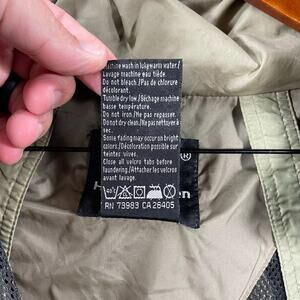 Machine wash in lukewarm water./
Lavage machine eau tiède.
Do not bleach./Pas de chlorer
décolorant.
Tumble dry low./Séchage machine
basse température.
Do not iron./Ne pas repasser.
Do not dry clean./Ne pas nettoyer
à sec.
Some fading may occur on bright
colors./Décoloration possible sur
teintes vives.
Close all velcro tabs before
laundering./Attacher les velcros
avant lavage.
RN 73983 CA 26405
®
H
en